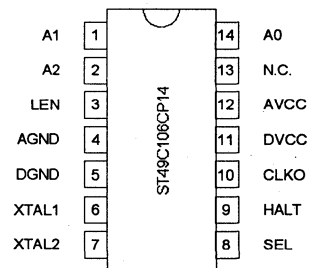 A1 1 14 A0
A2 2 13 N.C.
LEN 3 12 AVCC
AGND 4 11 DVCC
DGND 5 10 CLKO
XTAL1 6 9 HALT
XTAL2 7 8 SEL
ST49C106CP14